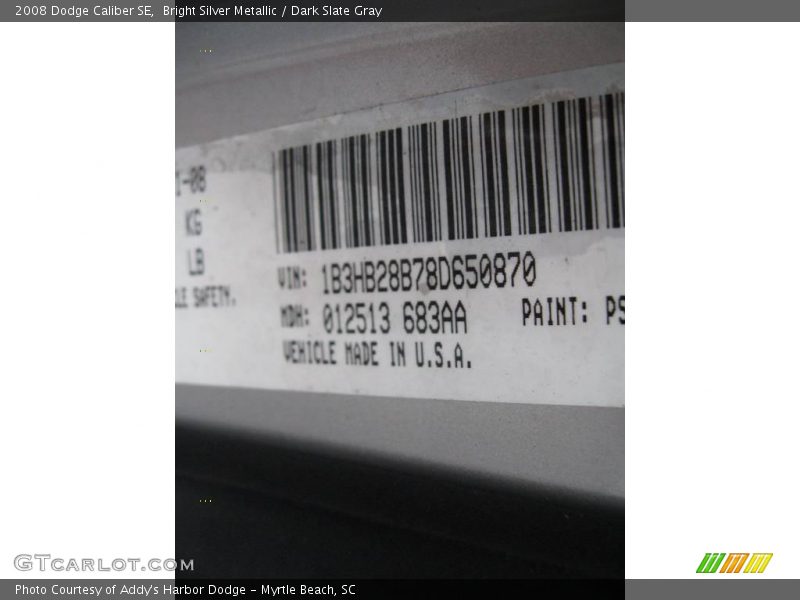 2008 Dodge Caliber SE, Bright Silver Metallic / Dark Slate Gray
-08
KG
LB
SAFETY.
VIN: 1B3HB28B78D650870
MDH: 012513 683AA PAINT: PS
VEHICLE MADE IN U.S.A.
GTCARLOT.COM
Photo Courtesy of Addy's Harbor Dodge - Myrtle Beach, SC